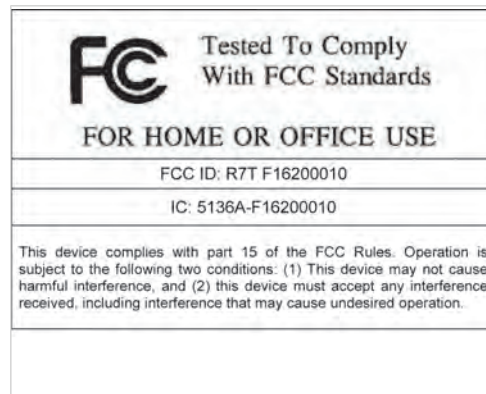 FC Tested To Comply
With FCC Standards
FOR HOME OR OFFICE USE
FCC ID: R7T F16200010
IC: 5136A-F16200010
This device complies with part 15 of the FCC Rules. Operation is
subject to the following two conditions: (1) This device may not cause
harmful interference, and (2) this device must accept any interference
received, including interference that may cause undesired operation.